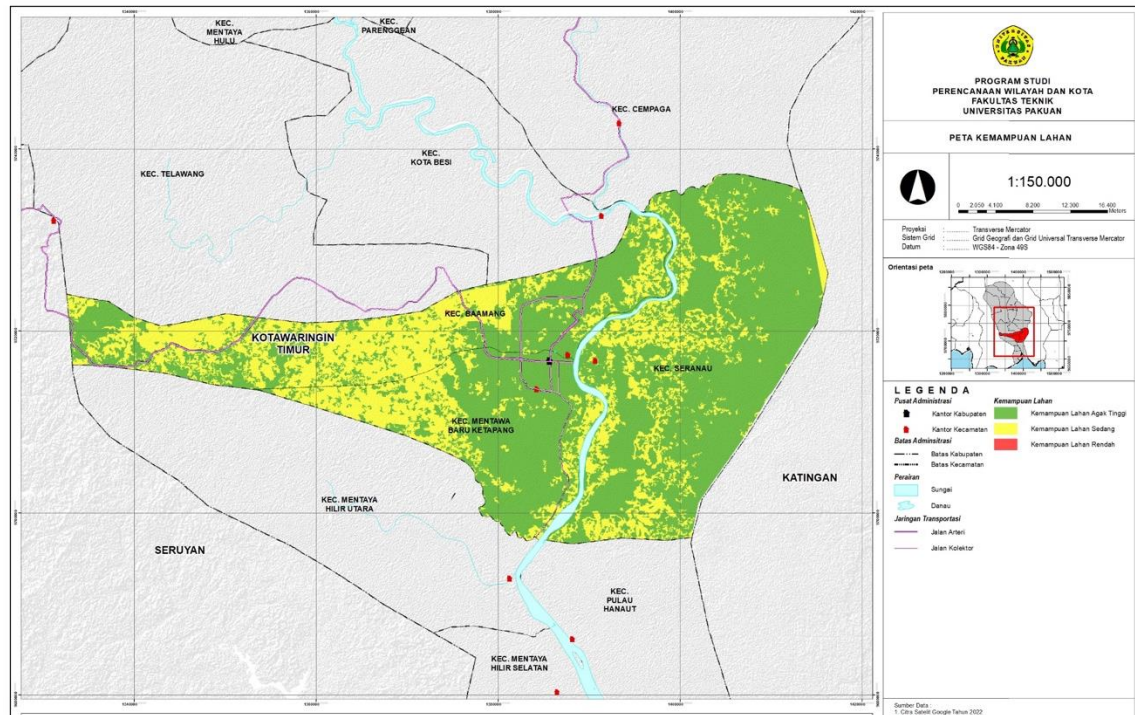 KEC.
MENTAYA
HULU
KEC.
PARENGGEAN
KEC. CEMPAGA
KEC.
KOTA BESI
KEC. TELAWANG
KEC. BAAMANG
KOTAWARINGIN
TIMUR
KEC. SERANAU
KEC. MENTAWA
BARU KETAPANG
KATINGAN
KEC. MENTAYA
HILIR UTARA
SERUYAN
KEC.
PULAU
HANAUT
KEC. MENTAYA
HILIR SELATAN
UNIVERSITAS
PAKUAN
PROGRAM STUDI
PERENCANAAN WILAYAH DAN KOTA
FAKULTAS TEKNIK
UNIVERSITAS PAKUAN
PETA KEMAMPUAN LAHAN
1:150.000
0 2.050 4.100 8.200 12.300 16.400
Meters
Proyeksi : Transverse Mercator
Sistem Grid : Grid Geografi dan Grid Universal Transverse Mercator
Datum : WGS84 - Zona 49S
Orientasi peta
LEGENDA
Pusat Administrasi
Kantor Kabupaten
Kantor Kecamatan
Batas Adminsitrasi
Batas Kabupaten
Batas Kecamatan
Perairan
Sungai
Danau
Jaringan Transportasi
Jalan Arteri
Jalan Kolektor
Kemampuan Lahan
Kemampuan Lahan Agak Tinggi
Kemampuan Lahan Sedang
Kemampuan Lahan Rendah
Sumber Data :
1. Citra Satelit Google Tahun 2022